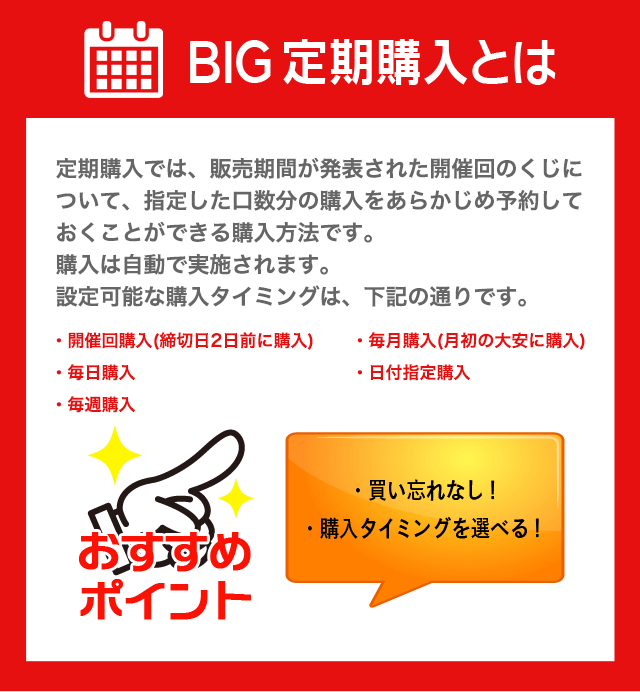 BIG 定期購入とは
定期購入では、販売期間が発表された開催回のくじに
ついて、指定した口数分の購入をあらかじめ予約して
おくことができる購入方法です。
購入は自動で実施されます。
設定可能な購入タイミングは、下記の通りです。
・開催回購入(締切日2日前に購入)
・毎月購入(月初の大安に購入)
・毎日購入
・日付指定購入
・毎週購入
おすすめ
ポイント
・買い忘れなし！
・購入タイミングを選べる！